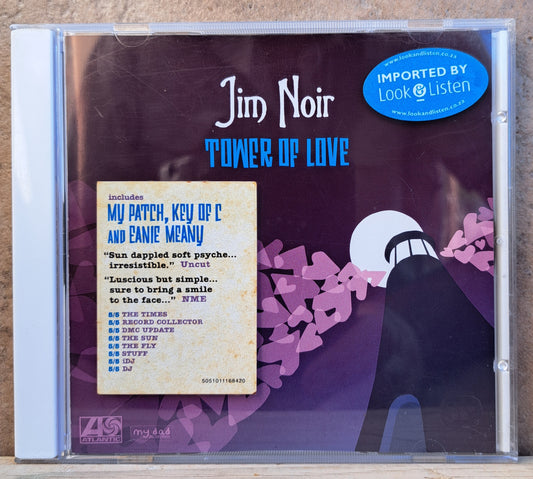 www.lookandlisten.co.za
IMPORTED BY
Look & Listen
www.lookandlisten.co.za
Jim Noir
TOWER OF LOVE
includes
MY PATCH, KEY OF C
AND EANIE MEANY
"Sun dappled soft psyche...
irresistible." Uncut
"Luscious but simple...
sure to bring a smile
to the face..." NME
5/5 THE TIMES
5/5 RECORD COLLECTOR
5/5 DMC UPDATE
5/5 THE SUN
5/5 THE FLY
5/5 STUFF
5/5 iDJ
5/5 DJ
5051011168420
ATLANTIC
my dad